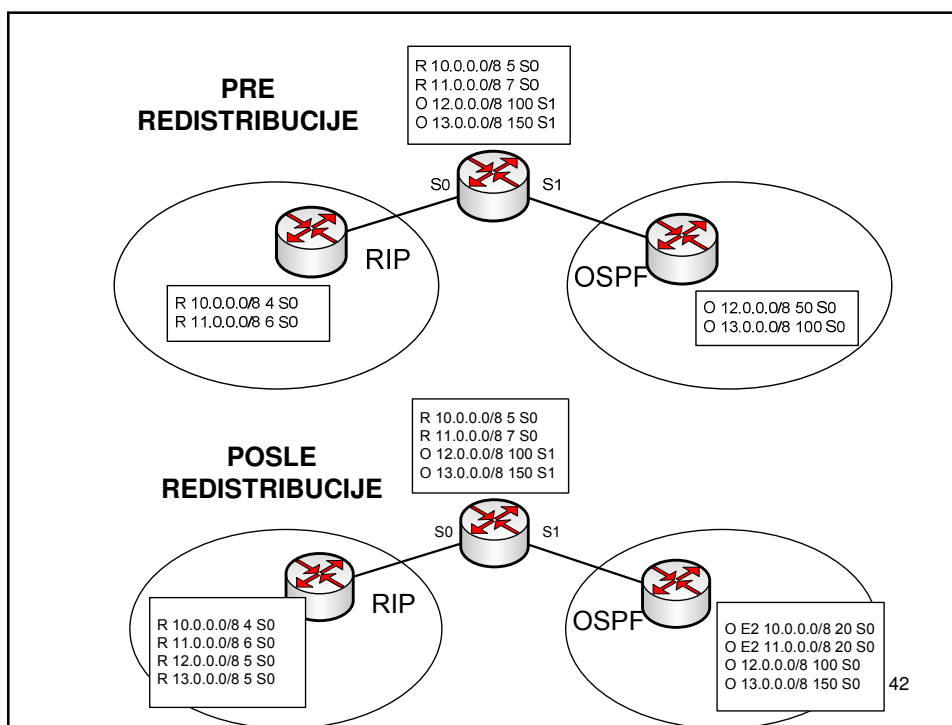 PRE
REDISTRIBUCIJE
R 10.0.0.0/8 5 S0
R 11.0.0.0/8 7 S0
O 12.0.0.0/8 100 S1
O 13.0.0.0/8 150 S1
S0
S1
RIP
OSPF
R 10.0.0.0/8 4 S0
R 11.0.0.0/8 6 S0
O 12.0.0.0/8 50 S0
O 13.0.0.0/8 100 S0
POSLE
REDISTRIBUCIJE
R 10.0.0.0/8 5 S0
R 11.0.0.0/8 7 S0
O 12.0.0.0/8 100 S1
O 13.0.0.0/8 150 S1
S0
S1
RIP
OSPF
R 10.0.0.0/8 4 S0
R 11.0.0.0/8 6 S0
R 12.0.0.0/8 5 S0
R 13.0.0.0/8 5 S0
O E2 10.0.0.0/8 20 S0
O E2 11.0.0.0/8 20 S0
O 12.0.0.0/8 100 S0
O 13.0.0.0/8 150 S0
42